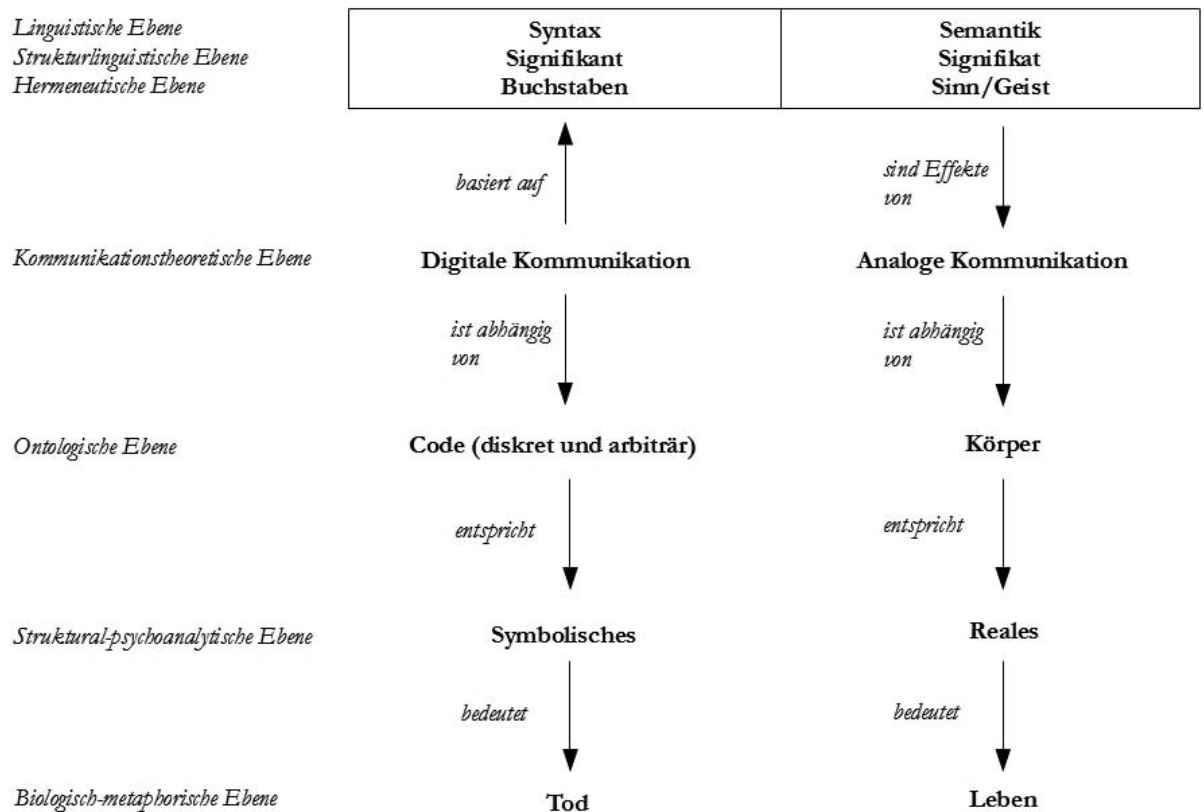 Linguistische Ebene Syntax Semantik
Strukturlinguistische Ebene Signifikant Signifikat
Hermeneutische Ebene Buchstaben Sinn/Geist
basiert auf sind Effekte
von
Kommunikationstheoretische Ebene Digitale Kommunikation Analoge Kommunikation
ist abhängig ist abhängig
von von
Ontologische Ebene Code (diskret und arbiträr) Körper
entspricht entspricht
Struktural-psychoanalytische Ebene Symbolisches Reales
bedeutet bedeutet
Biologisch-metaphorische Ebene Tod Leben